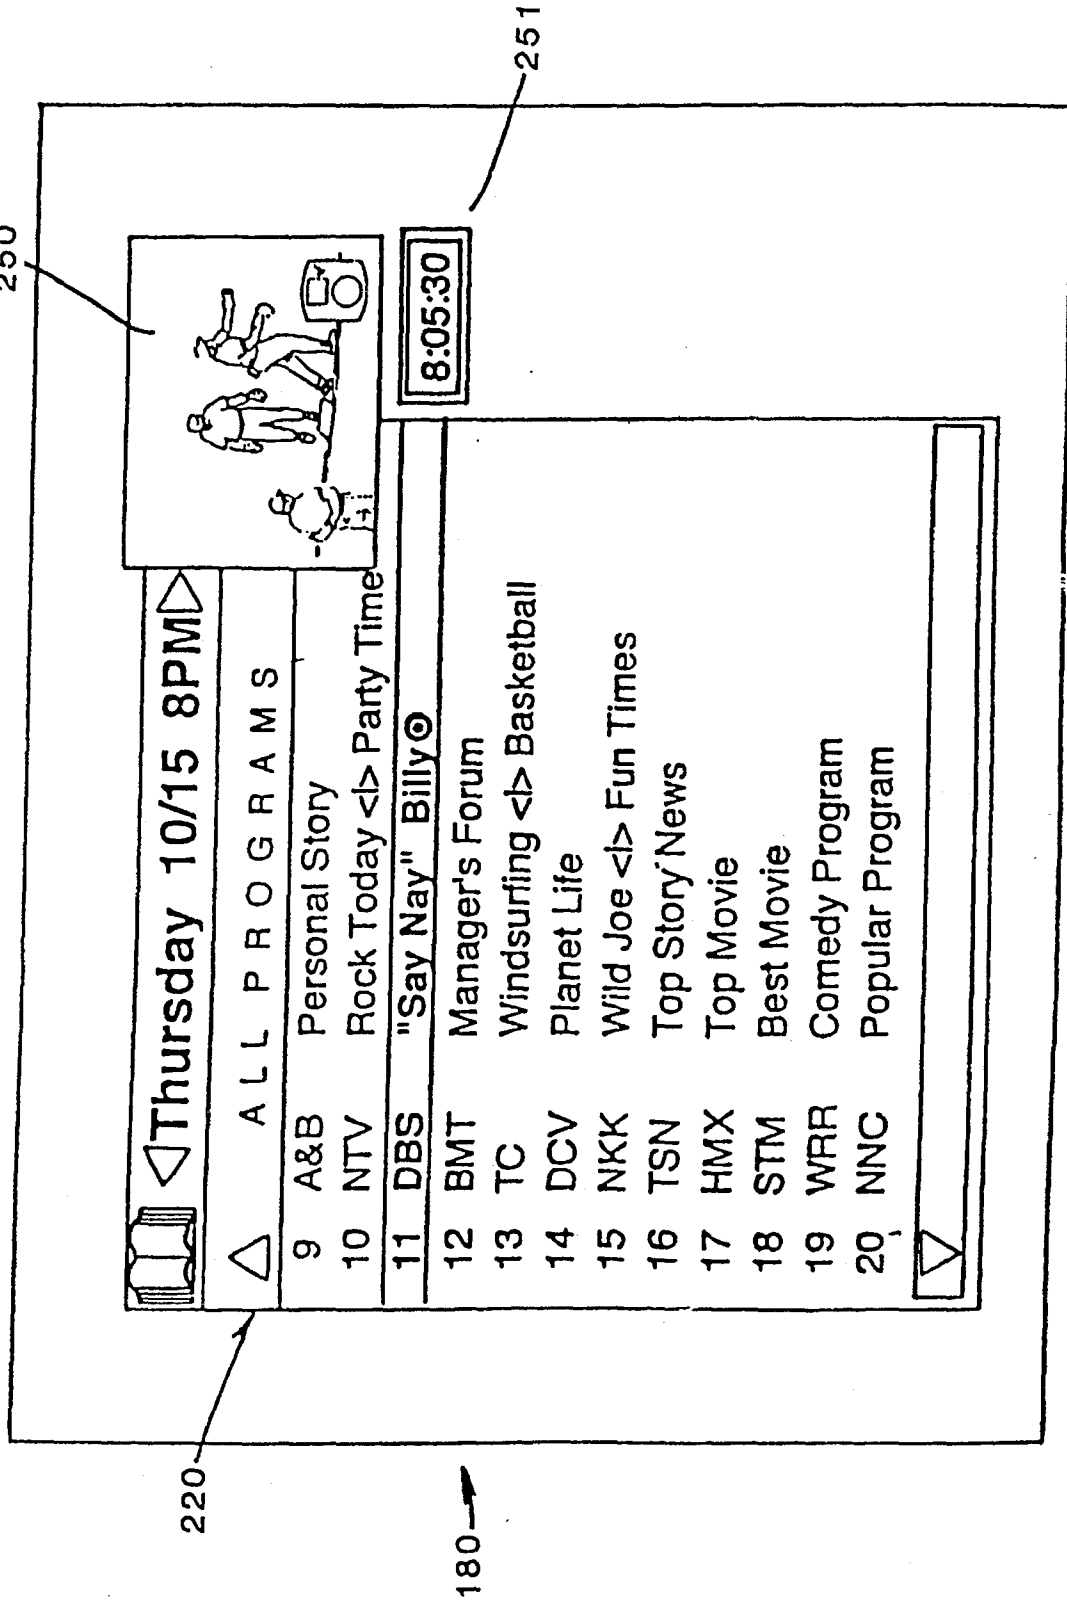 250
251
◁Thursday 10/15 8PM▷
△ ALL PROGRAMS
9 A&B Personal Story
10 NTV Rock Today <I> Party Time
11 DBS "Say Nay" Billy
8:05:30
12 BMT Manager's Forum
13 TC Windsurfing <I> Basketball
14 DCV Planet Life
15 NKK Wild Joe <I> Fun Times
16 TSN Top Story News
17 HMX Top Movie
18 STM Best Movie
19 WRR Comedy Program
20 NNC Popular Program
220
180